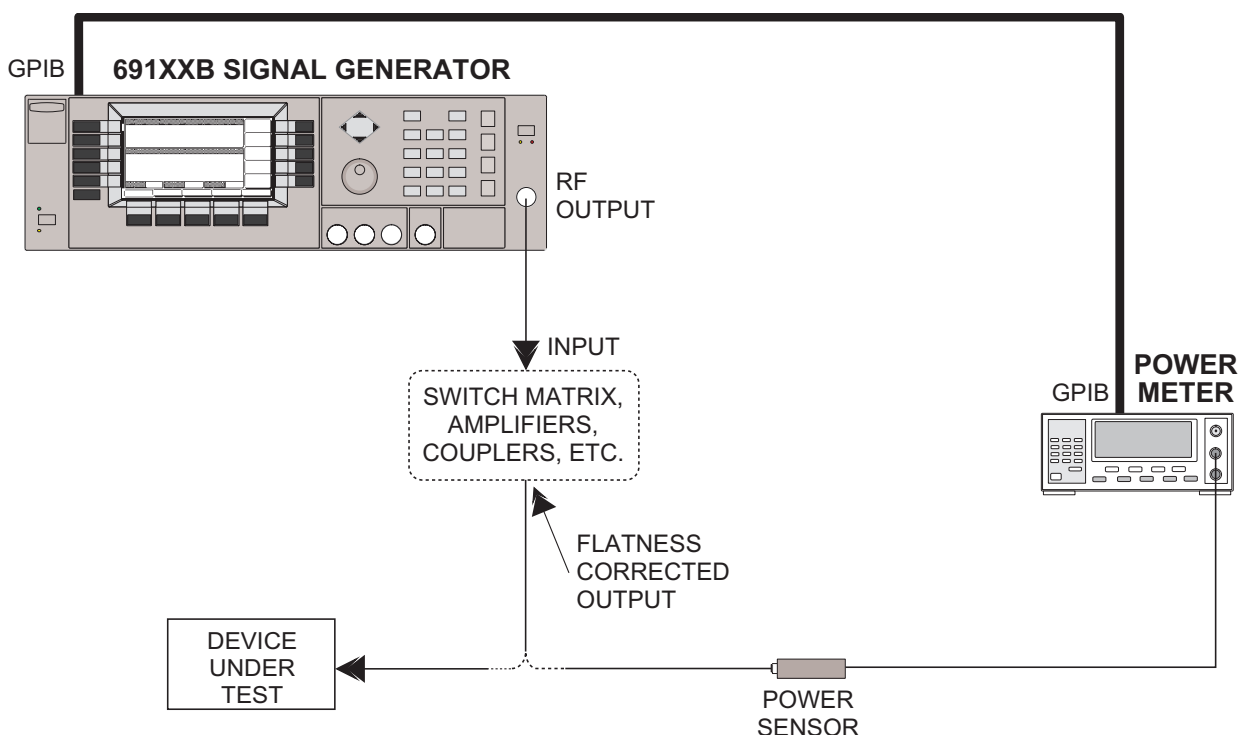 GPIB
691XXB SIGNAL GENERATOR
RF
OUTPUT
INPUT
SWITCH MATRIX,
AMPLIFIERS,
COUPLERS, ETC.
POWER
METER
GPIB
FLATNESS
CORRECTED
OUTPUT
DEVICE
UNDER
TEST
POWER
SENSOR